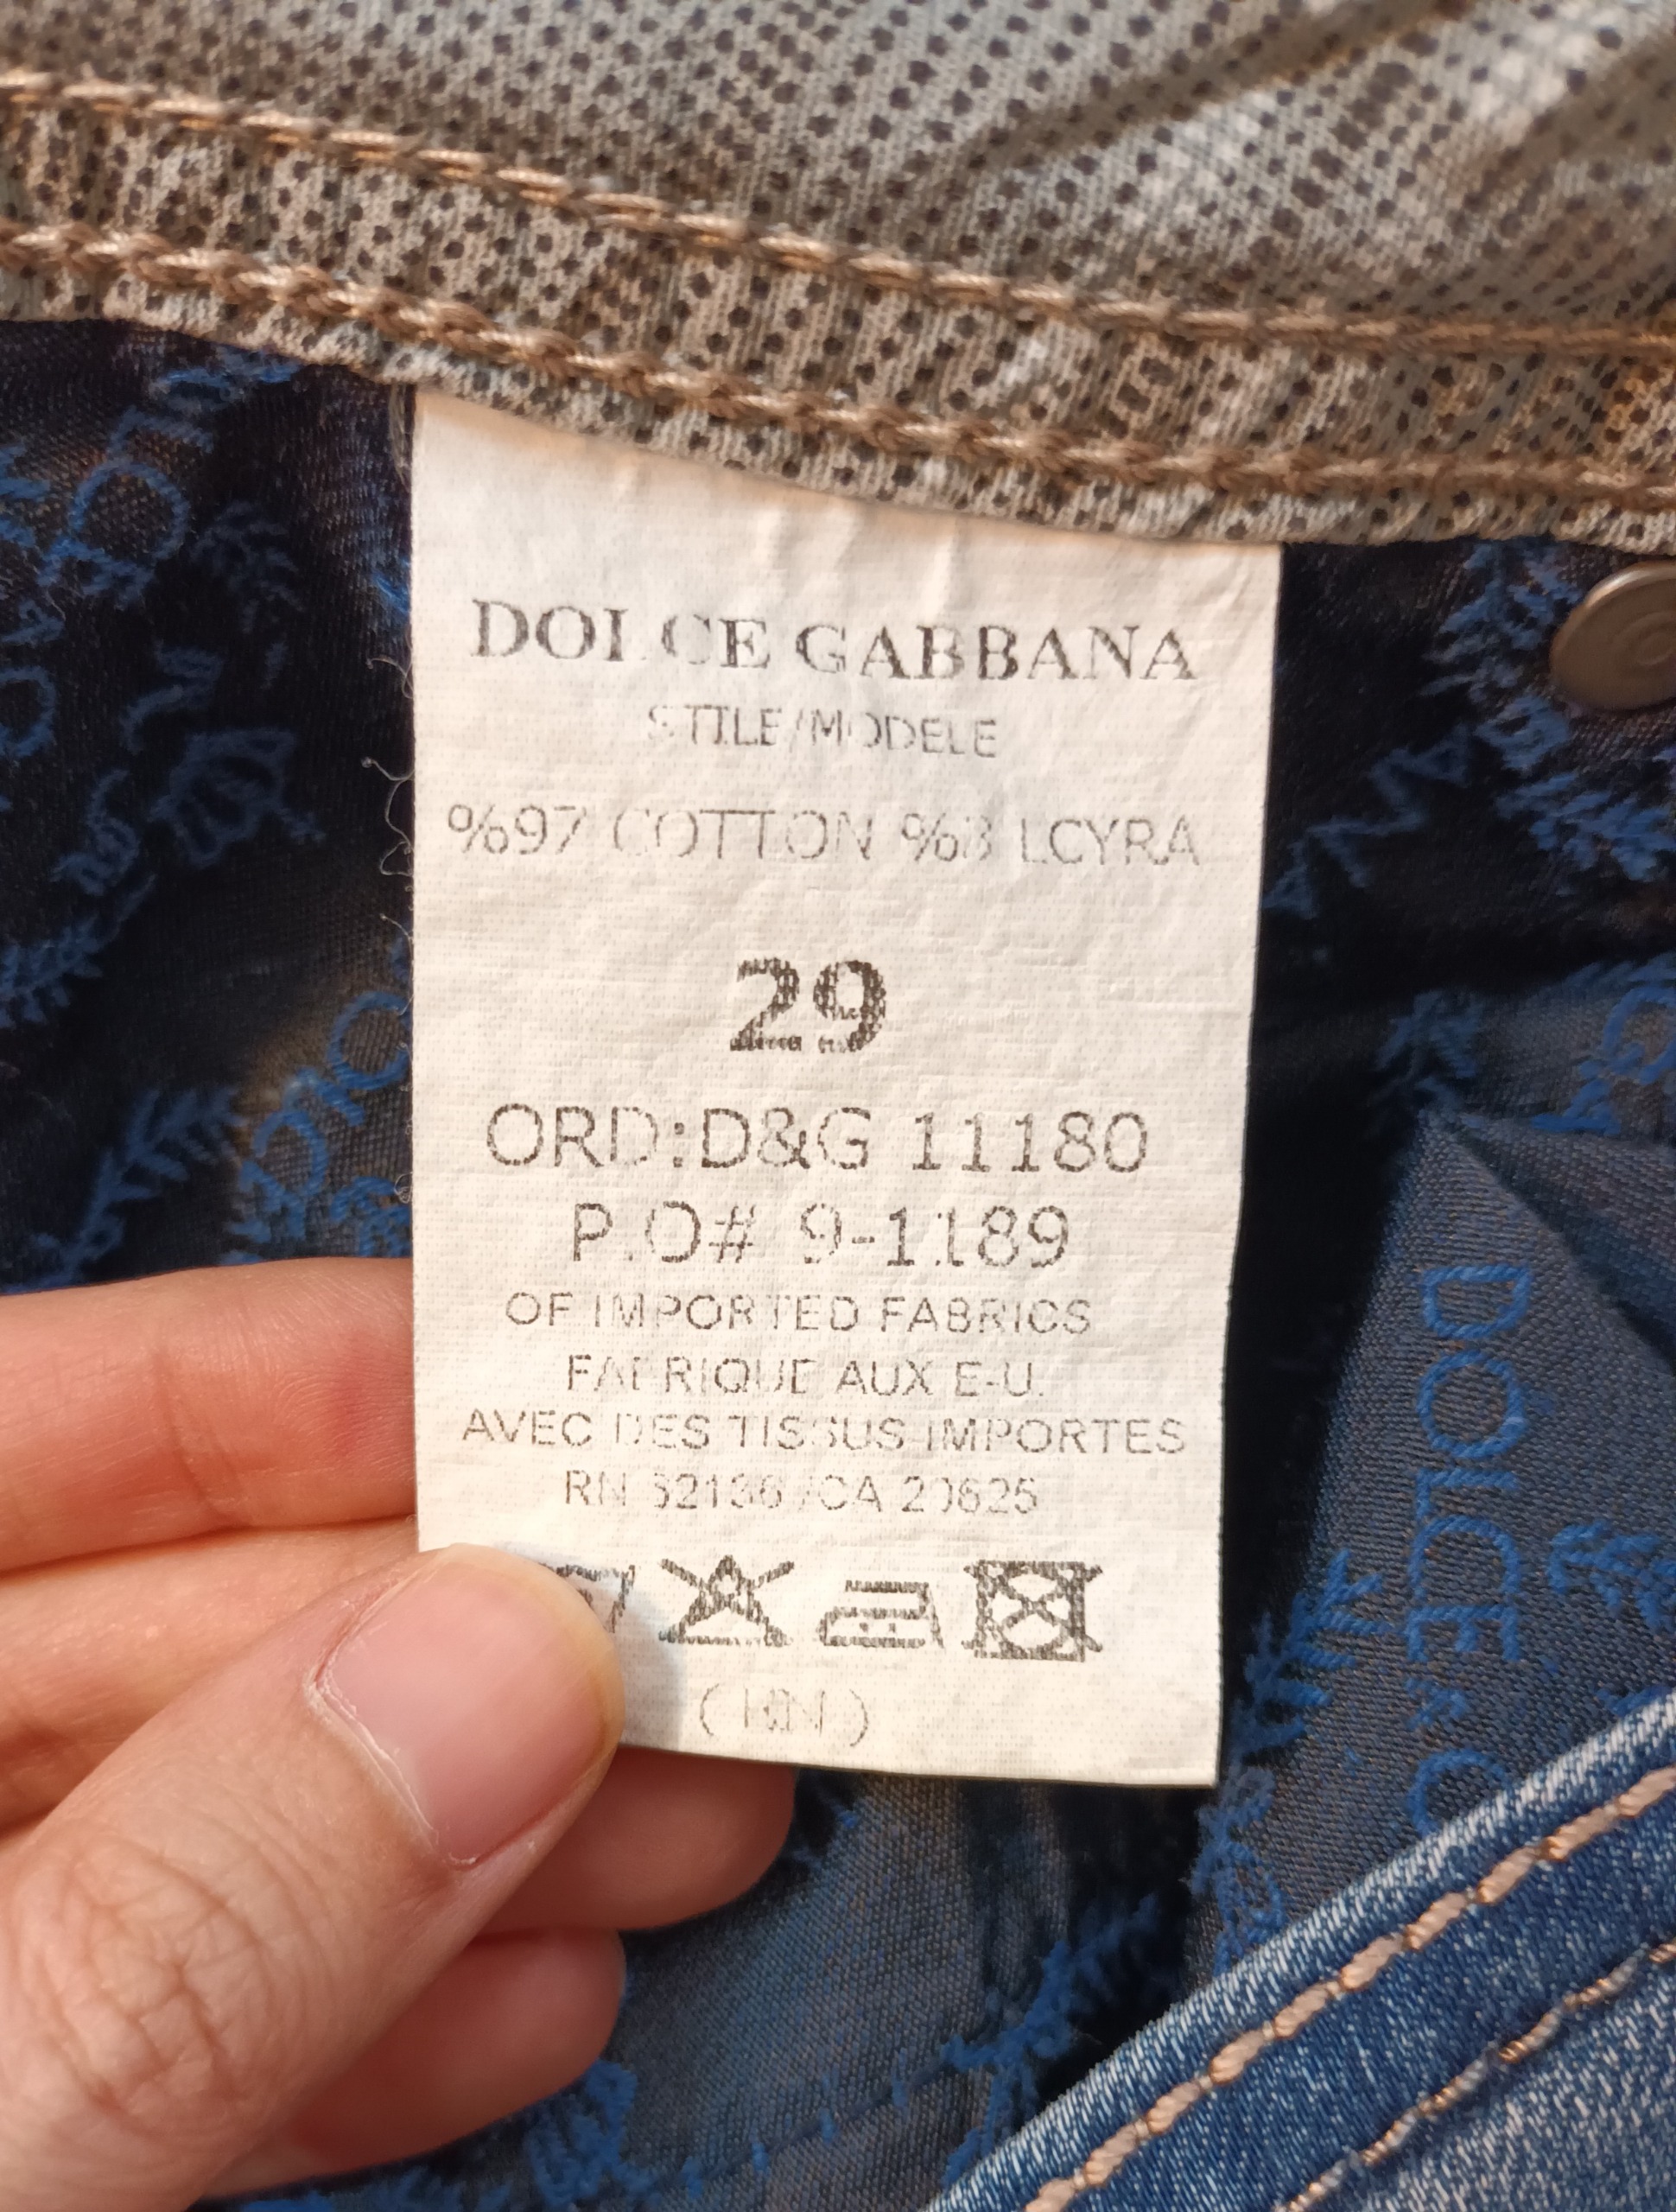 DOLCE GABBANA
STILE/MODELE
%97 COTTON %3 LCYRA
29
ORD:D&G 11180
P.O# 9-1189
OF IMPORTED FABRICS
FABRIQUE AUX E-U.
AVEC DES TISSUS IMPORTES
RN 52136 /CA 20625
DOLCE & G